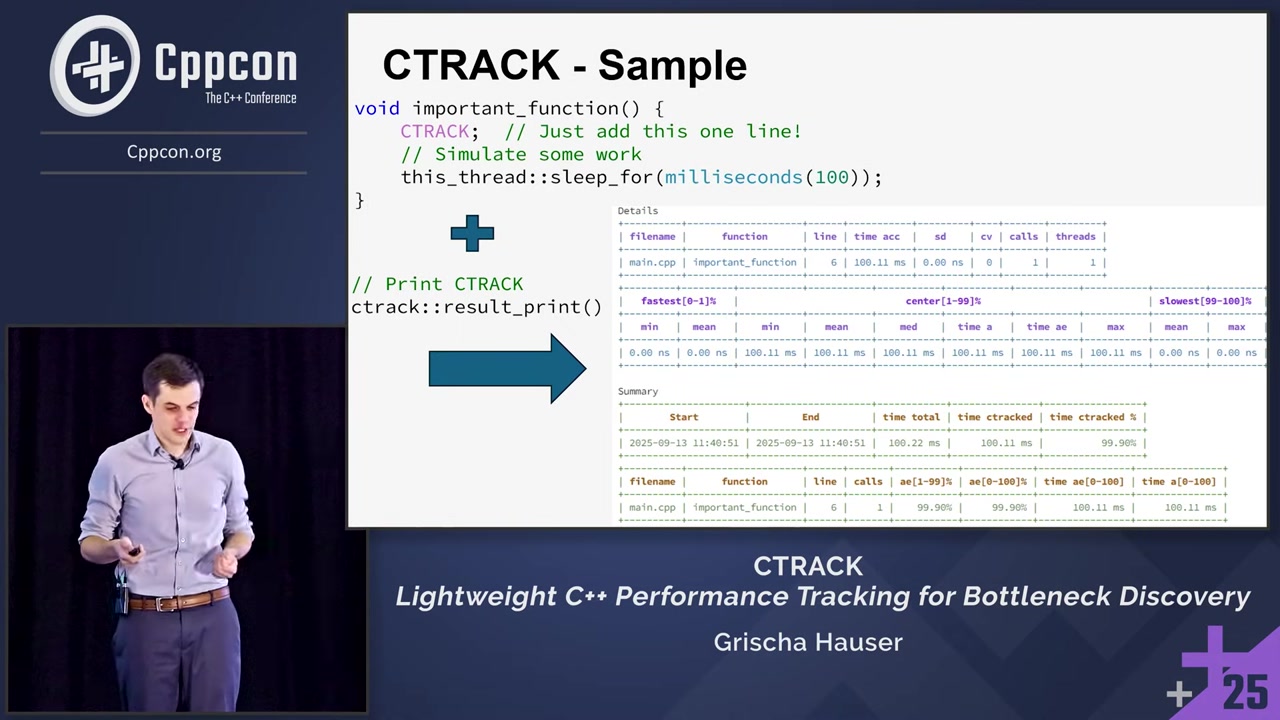 Cppcon
The C++ Conference
Cppcon.org
CTRACK - Sample
void important_function() {
CTRACK;  // Just add this one line!
// Simulate some work
this_thread::sleep_for(milliseconds(100));
}
// Print CTRACK
ctrack::result_print()
Details
| filename | function | line | time acc | sd | cv | calls | threads |
| main.cpp | important_function | 6 | 100.11 ms | 0.00 ns | 0 | 1 | 1 |
| fastest[0-1]% | center[1-99]% | slowest[99-100]% |
| min | mean | min | mean | med | time a | time ae | max | mean | max |
| 0.00 ns | 0.00 ns | 100.11 ms | 100.11 ms | 100.11 ms | 100.11 ms | 100.11 ms | 100.11 ms | 0.00 ns | 0.00 ns |
Summary
| Start | End | time total | time ctracked | time ctracked % |
| 2025-09-13 11:40:51 | 2025-09-13 11:40:51 | 100.22 ms | 100.11 ms | 99.90% |
| filename | function | line | calls | ae[1-99]% | ae[0-100]% | time ae[0-100] | time a[0-100] |
| main.cpp | important_function | 6 | 1 | 99.90% | 99.90% | 100.11 ms | 100.11 ms |
CTRACK
Lightweight C++ Performance Tracking for Bottleneck Discovery
Grischa Hauser
25